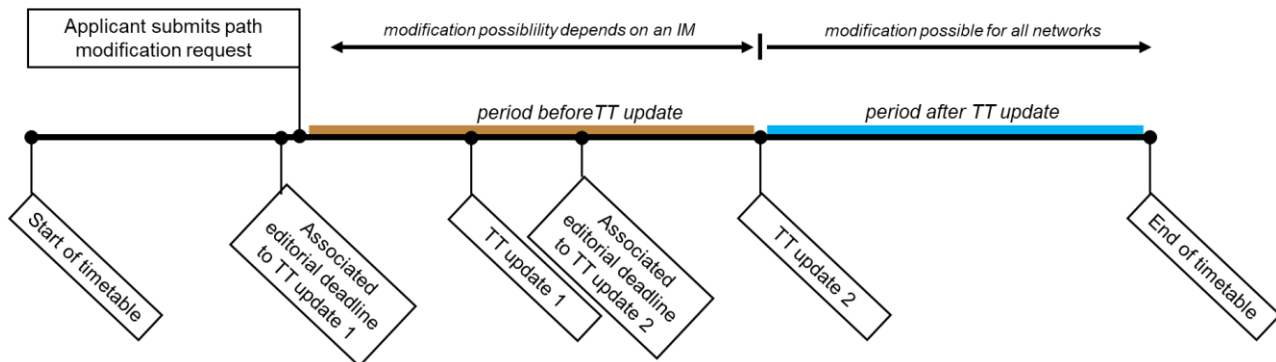 Applicant submits path
modification request
modification possiblility depends on an IM
modification possible for all networks
period beforeTT update
period after TT update
Start of timetable
Associated
editorial deadline
to TT update 1
TT update 1
Associated
editorial deadline
to TT update 2
TT update 2
End of timetable